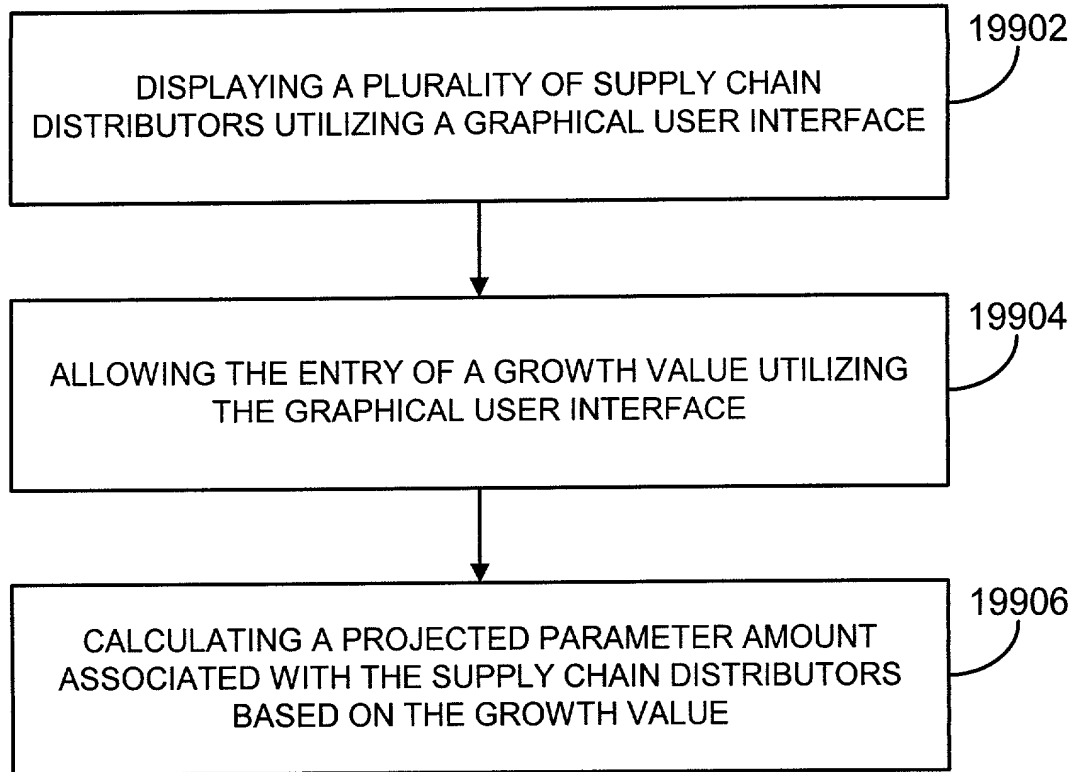 19902
DISPLAYING A PLURALITY OF SUPPLY CHAIN
DISTRIBUTORS UTILIZING A GRAPHICAL USER INTERFACE
19904
ALLOWING THE ENTRY OF A GROWTH VALUE UTILIZING
THE GRAPHICAL USER INTERFACE
19906
CALCULATING A PROJECTED PARAMETER AMOUNT
ASSOCIATED WITH THE SUPPLY CHAIN DISTRIBUTORS
BASED ON THE GROWTH VALUE